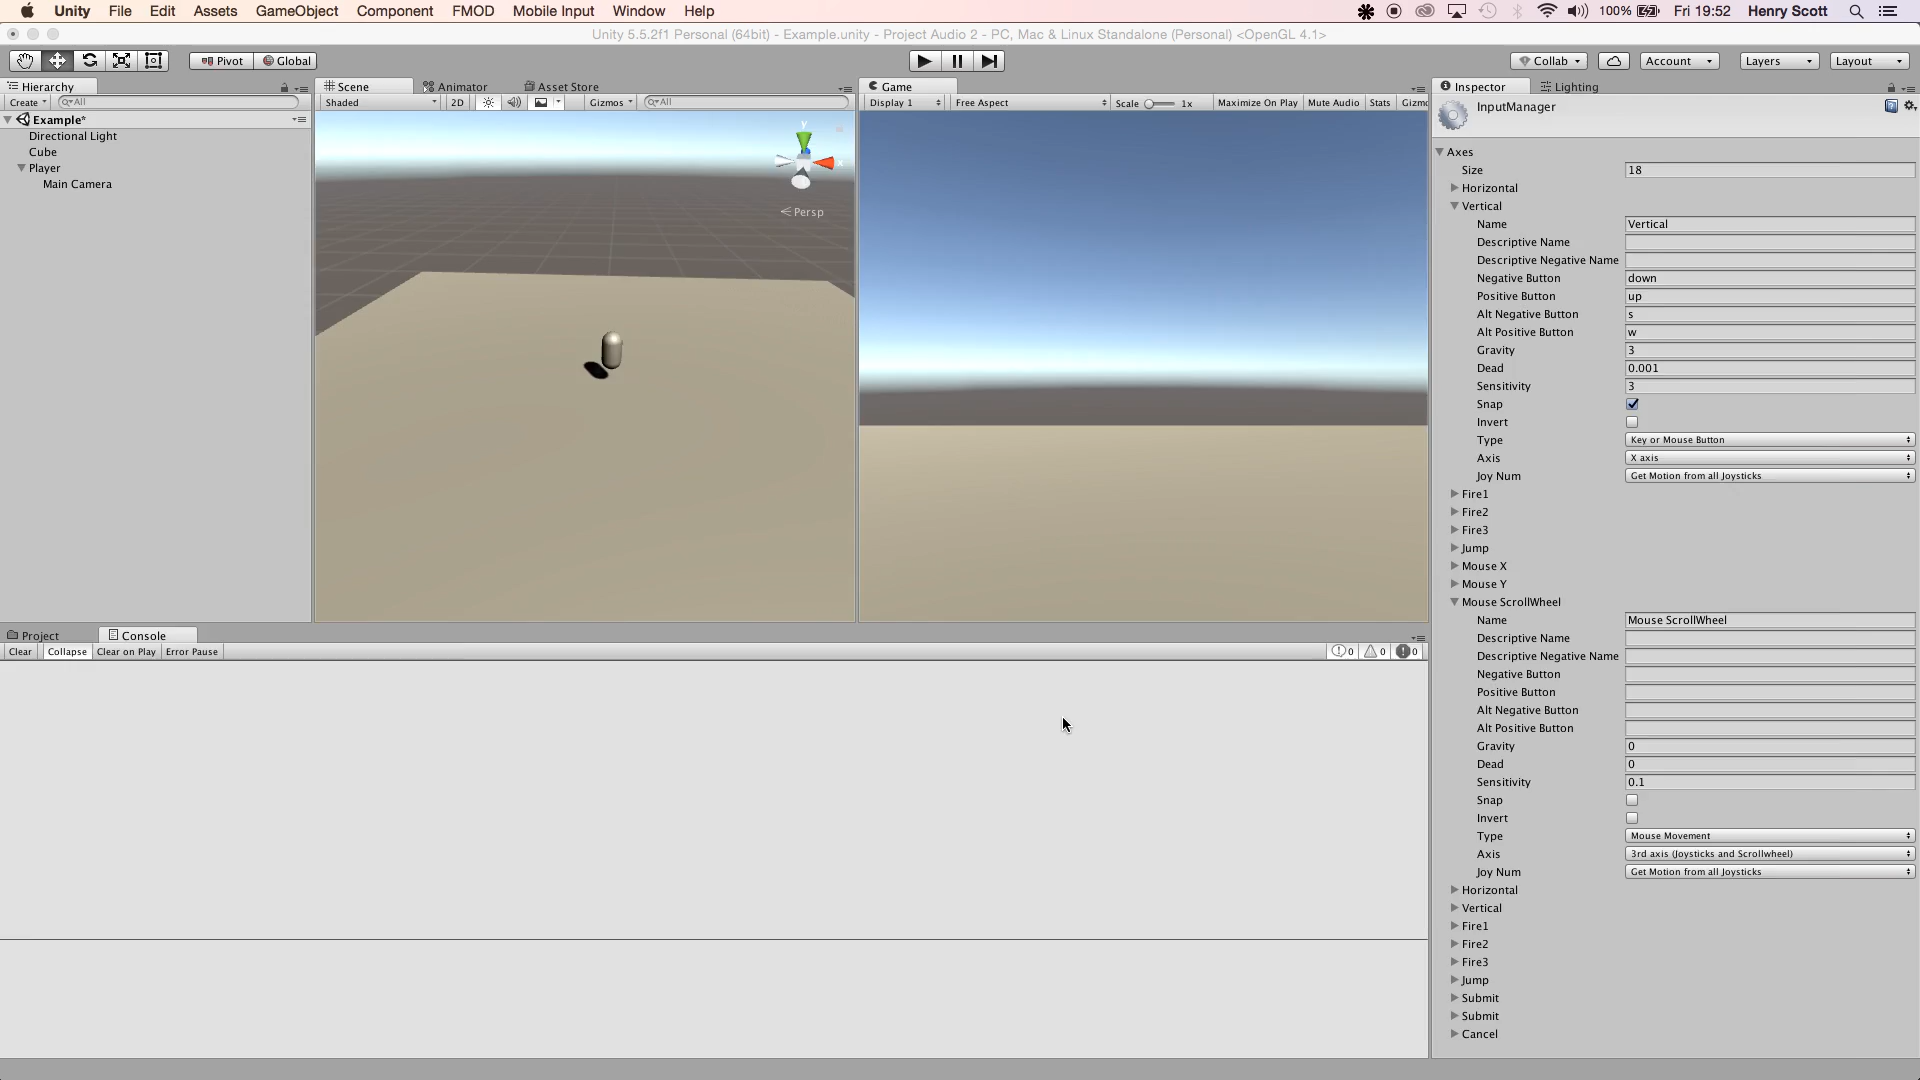 Unity File Edit Assets GameObject Component FMOD Mobile Input Window Help 100% Fri 19:52 Henry Scott
Unity 5.5.2f1 Personal (64bit) - Example.unity - Project Audio 2 - PC, Mac & Linux Standalone (Personal) <OpenGL 4.1>
Pivot Global Collab Account Layers Layout
Hierarchy Scene Animator Asset Store Game Inspector Lighting
Create All Shaded 2D Gizmos All Display 1 Free Aspect Scale 1x Maximize On Play Mute Audio Stats Gizmo
InputManager
Example*
Directional Light
Cube
Player
Main Camera
y
x
Persp
Axes
Size 18
Horizontal
Vertical
Name Vertical
Descriptive Name
Descriptive Negative Name
Negative Button down
Positive Button up
Alt Negative Button s
Alt Positive Button w
Gravity 3
Dead 0.001
Sensitivity 3
Snap
Invert
Type Key or Mouse Button
Axis X axis
Joy Num Get Motion from all Joysticks
Fire1
Fire2
Fire3
Jump
Mouse X
Mouse Y
Mouse ScrollWheel
Name Mouse ScrollWheel
Descriptive Name
Descriptive Negative Name
Negative Button
Positive Button
Alt Negative Button
Alt Positive Button
Gravity 0
Dead 0
Sensitivity 0.1
Snap
Invert
Type Mouse Movement
Axis 3rd axis (Joysticks and Scrollwheel)
Joy Num Get Motion from all Joysticks
Horizontal
Vertical
Fire1
Fire2
Fire3
Jump
Submit
Submit
Cancel
Project Console
Clear Collapse Clear on Play Error Pause 0 0 0